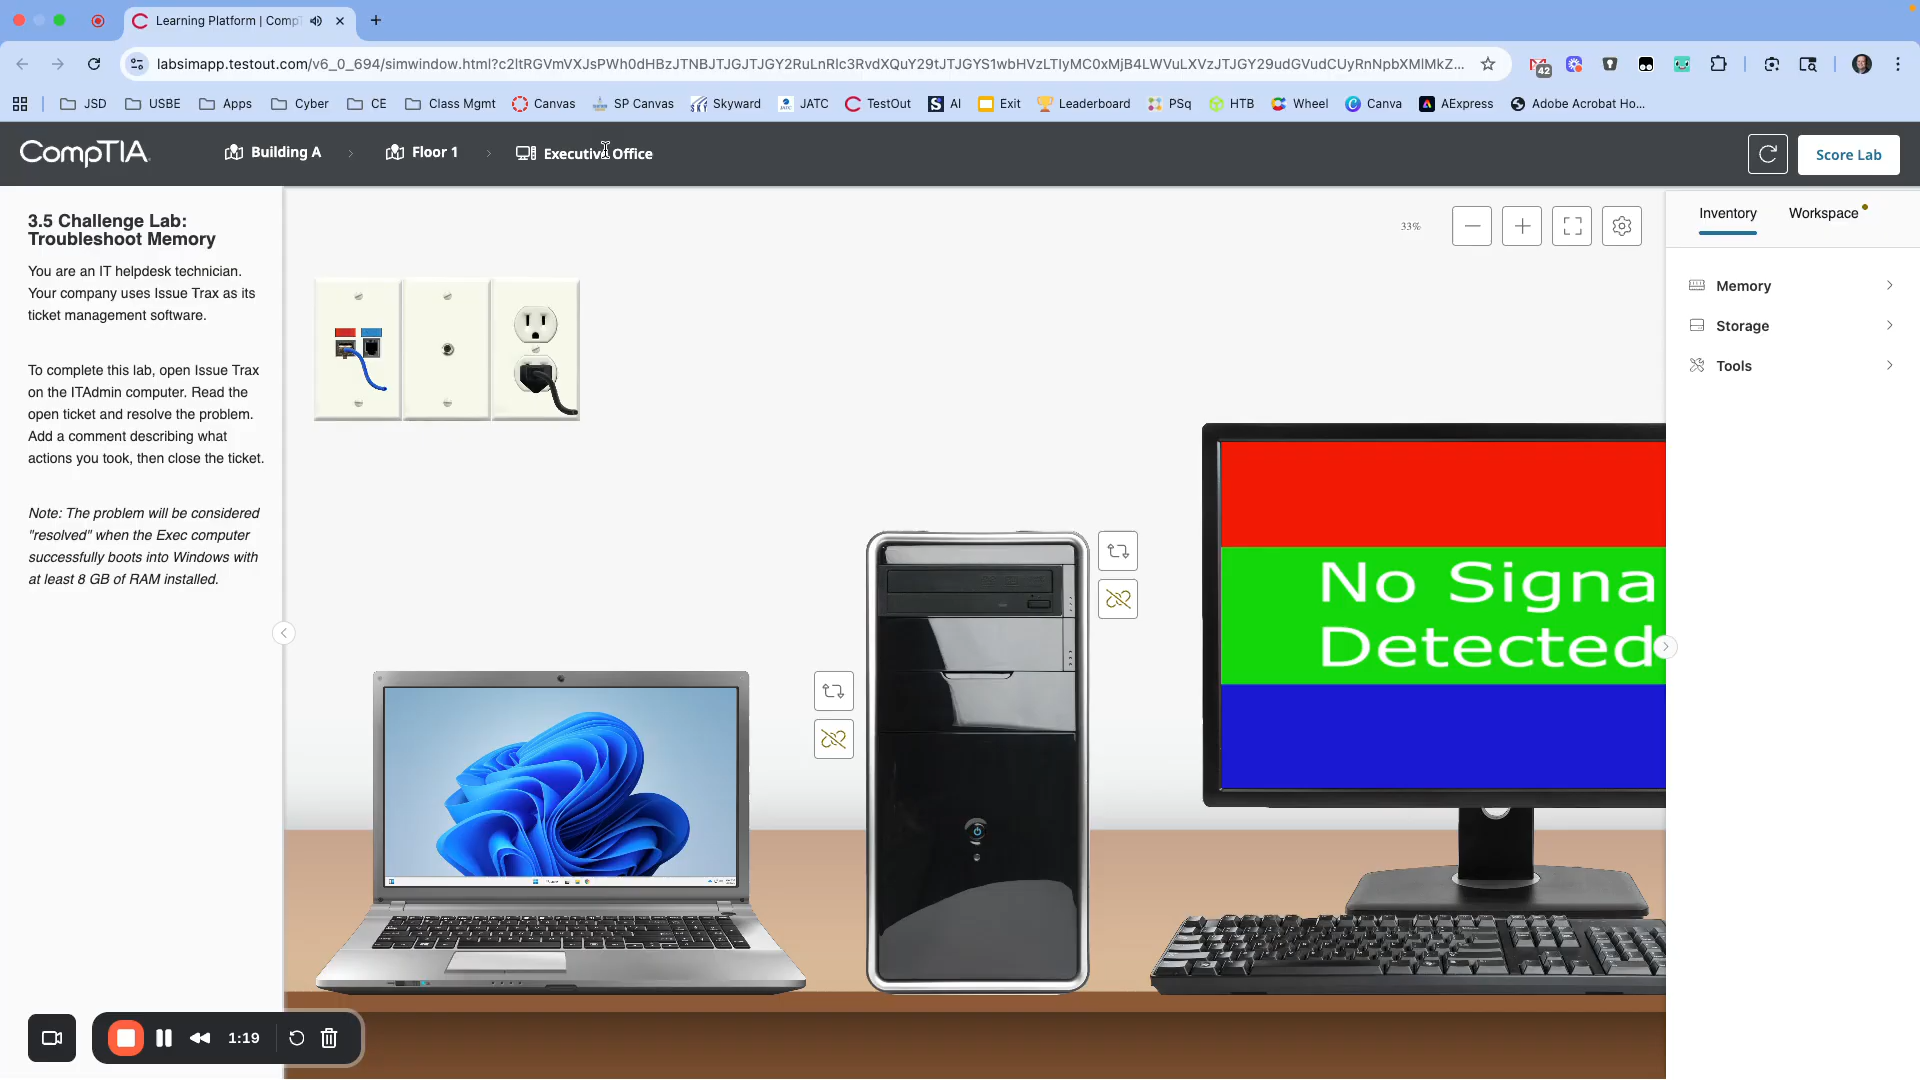 Learning Platform | Comp
labsimapp.testout.com/v6_0_694/simwindow.html?c2ltRGVmVXJsPWh0dHBzJTNBJTJGJTJGY2RuLnRlc3RvdXQuY29tJTJGYS1wbHVzLTIyMC0xMjB4LWVuLXVzJTJGY29udGVudCUyRnNpbXMlMkZ...
42
JSD USBE Apps Cyber CE Class Mgmt Canvas SP Canvas Skyward JATC TestOut AI Exit Leaderboard PSq HTB Wheel Canva AExpress Adobe Acrobat Ho...
CompTIA. Building A Floor 1 Executive Office Score Lab
3.5 Challenge Lab:
Troubleshoot Memory
You are an IT helpdesk technician.
Your company uses Issue Trax as its
ticket management software.
To complete this lab, open Issue Trax
on the ITAdmin computer. Read the
open ticket and resolve the problem.
Add a comment describing what
actions you took, then close the ticket.
Note: The problem will be considered
"resolved" when the Exec computer
successfully boots into Windows with
at least 8 GB of RAM installed.
33%
No Signa
Detected
Inventory Workspace
Memory
Storage
Tools
1:19